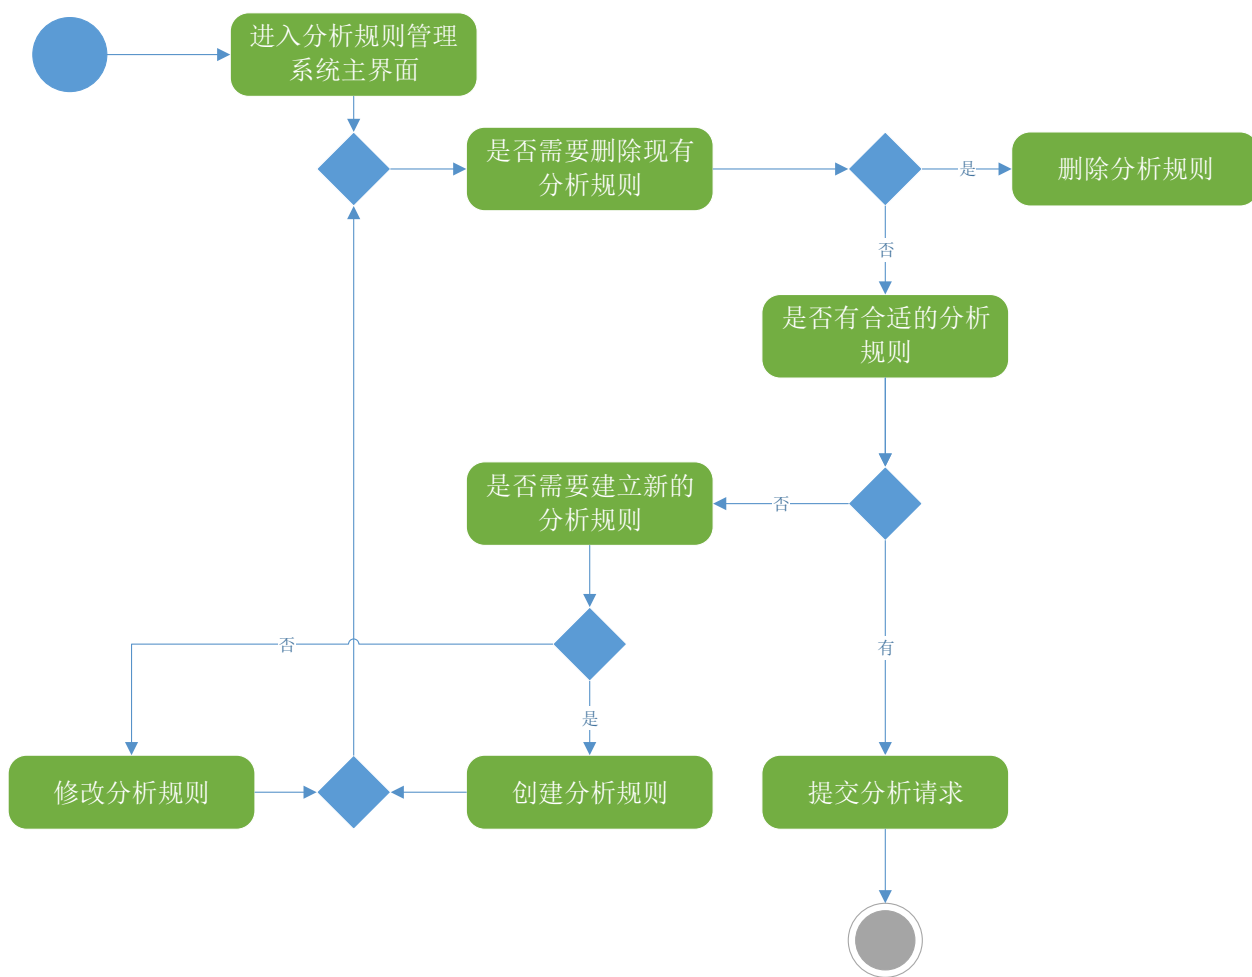 进入分析规则管理
系统主界面
是否需要删除现有
分析规则
是
删除分析规则
否
是否有合适的分析
规则
是否需要建立新的
分析规则
否
否
有
是
修改分析规则
创建分析规则
提交分析请求